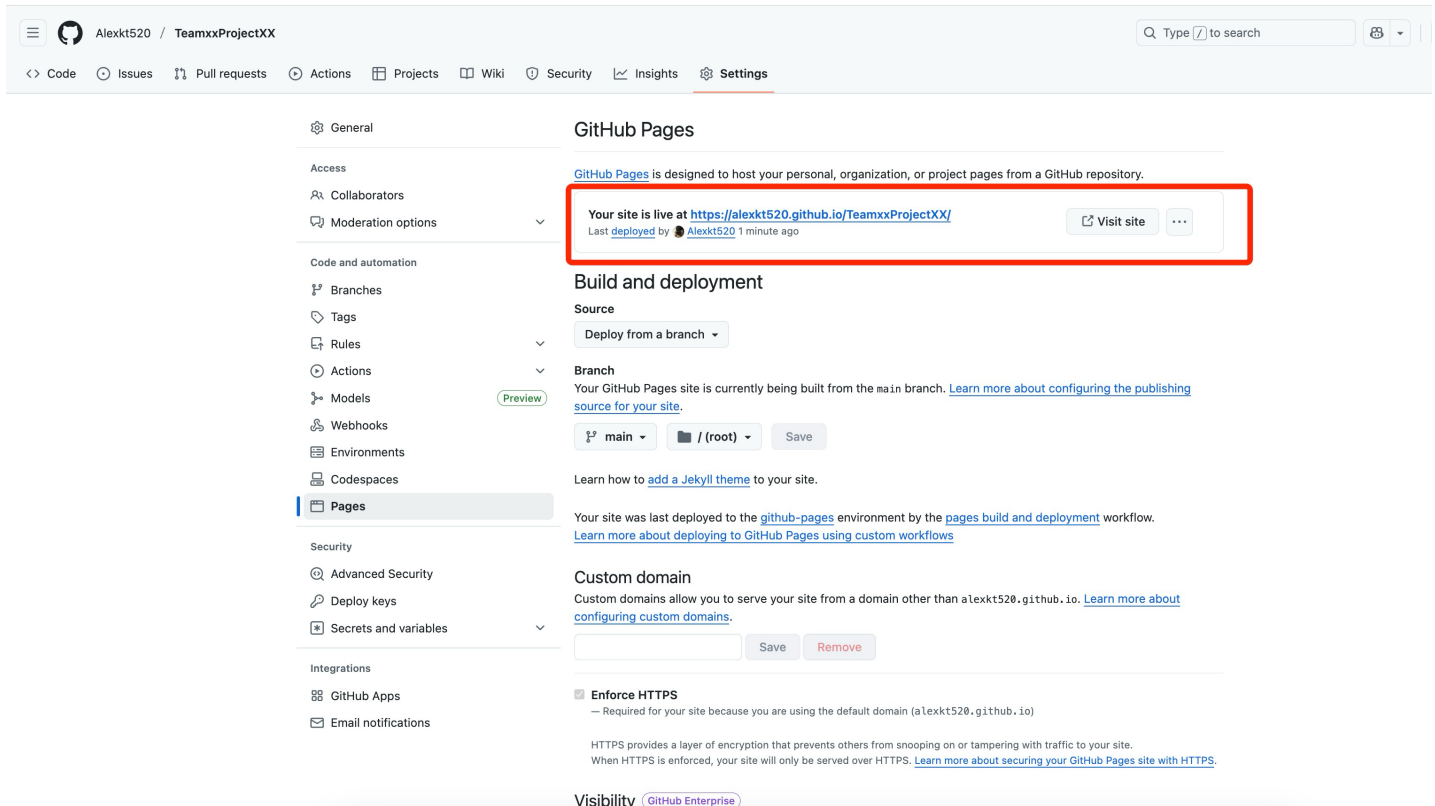 Alexkt520 / TeamxxProjectXX
Type / to search
Code Issues Pull requests Actions Projects Wiki Security Insights Settings
General
Access
Collaborators
Moderation options
Code and automation
Branches
Tags
Rules
Actions
Models Preview
Webhooks
Environments
Codespaces
Pages
Security
Advanced Security
Deploy keys
Secrets and variables
Integrations
GitHub Apps
Email notifications
GitHub Pages
GitHub Pages is designed to host your personal, organization, or project pages from a GitHub repository.
Your site is live at https://alexkt520.github.io/TeamxxProjectXX/
Last deployed by Alexkt520 1 minute ago
Visit site
Build and deployment
Source
Deploy from a branch
Branch
Your GitHub Pages site is currently being built from the main branch. Learn more about configuring the publishing
source for your site.
main / (root) Save
Learn how to add a Jekyll theme to your site.
Your site was last deployed to the github-pages environment by the pages build and deployment workflow.
Learn more about deploying to GitHub Pages using custom workflows
Custom domain
Custom domains allow you to serve your site from a domain other than alexkt520.github.io. Learn more about
configuring custom domains.
Save Remove
Enforce HTTPS
— Required for your site because you are using the default domain (alexkt520.github.io)
HTTPS provides a layer of encryption that prevents others from snooping on or tampering with traffic to your site.
When HTTPS is enforced, your site will only be served over HTTPS. Learn more about securing your GitHub Pages site with HTTPS.
Visibility GitHub Enterprise